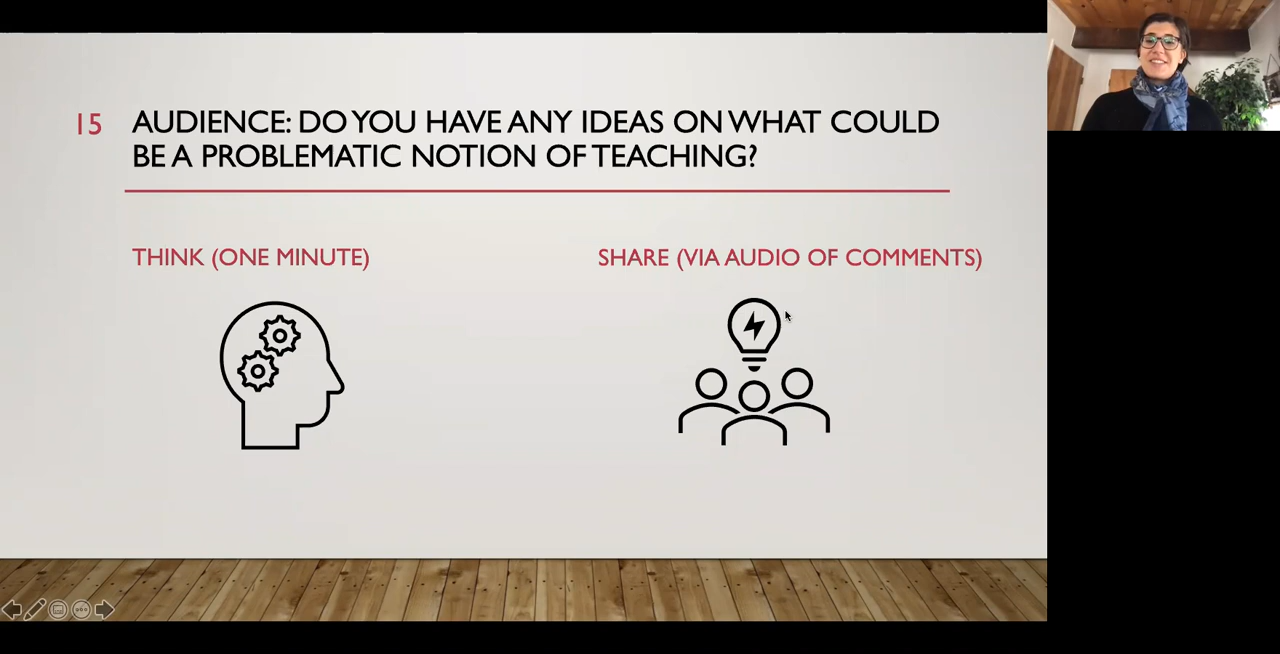 15
AUDIENCE: DO YOU HAVE ANY IDEAS ON WHAT COULD
BE A PROBLEMATIC NOTION OF TEACHING?
THINK (ONE MINUTE)
SHARE (VIA AUDIO OF COMMENTS)